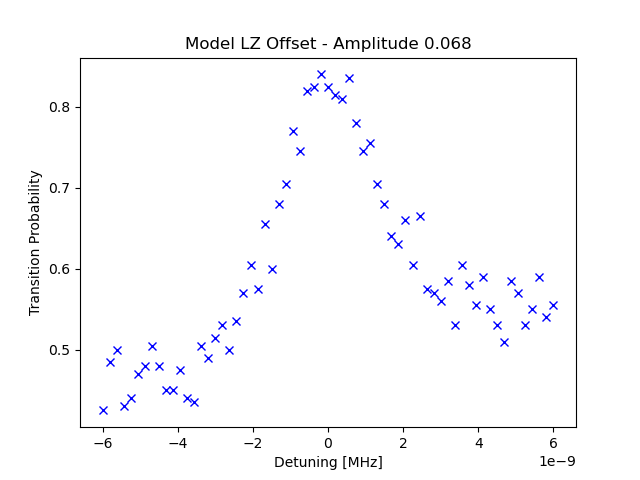 Model LZ Offset - Amplitude 0.068
Transition Probability
0.8
0.7
0.6
0.5
−6 −4 −2 0 2 4 6
1e−9
Detuning [MHz]